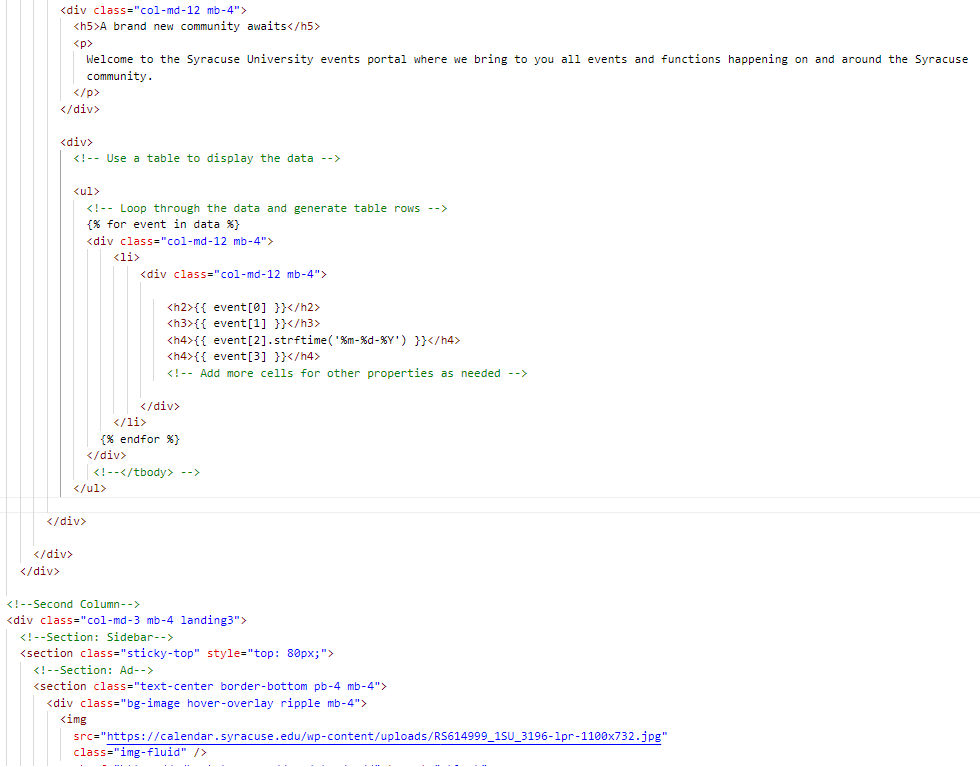 <div class="col-md-12 mb-4">
<h5>A brand new community awaits</h5>
<p>
Welcome to the Syracuse University events portal where we bring to you all events and functions happening on and around the Syracuse
community.
</p>
</div>
<div>
<!-- Use a table to display the data -->
<ul>
<!-- Loop through the data and generate table rows -->
{% for event in data %}
<div class="col-md-12 mb-4">
<li>
<div class="col-md-12 mb-4">
<h2>{{ event[0] }}</h2>
<h3>{{ event[1] }}</h3>
<h4>{{ event[2].strftime('%m-%d-%Y') }}</h4>
<h4>{{ event[3] }}</h4>
<!-- Add more cells for other properties as needed -->
</div>
</li>
{% endfor %}
</div>
<!--</tbody> -->
</ul>
</div>
</div>
</div>
<!--Second Column-->
<div class="col-md-3 mb-4 landing3">
<!--Section: Sidebar-->
<section class="sticky-top" style="top: 80px;">
<!--Section: Ad-->
<section class="text-center border-bottom pb-4 mb-4">
<div class="bg-image hover-overlay ripple mb-4">
<img
src="https://calendar.syracuse.edu/wp-content/uploads/RS614999_1SU_3196-lpr-1100x732.jpg"
class="img-fluid" />